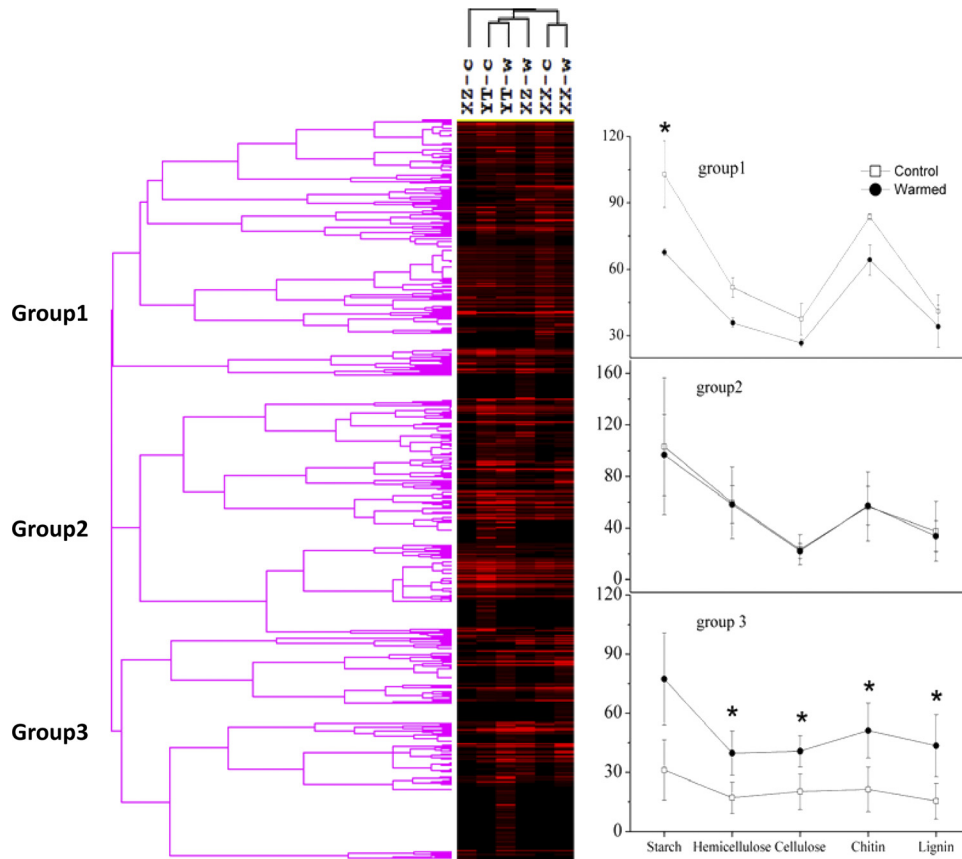 XZ-c
YT-c
YT-w
XZ-w
XX-c
XX-w
Group1
Group2
Group3
*
120
90
60
30
group1
Control
Warmed
160
120
80
40
0
group2
120
90
60
30
0
group 3
* * * *
Starch Hemicellulose Cellulose Chitin Lignin